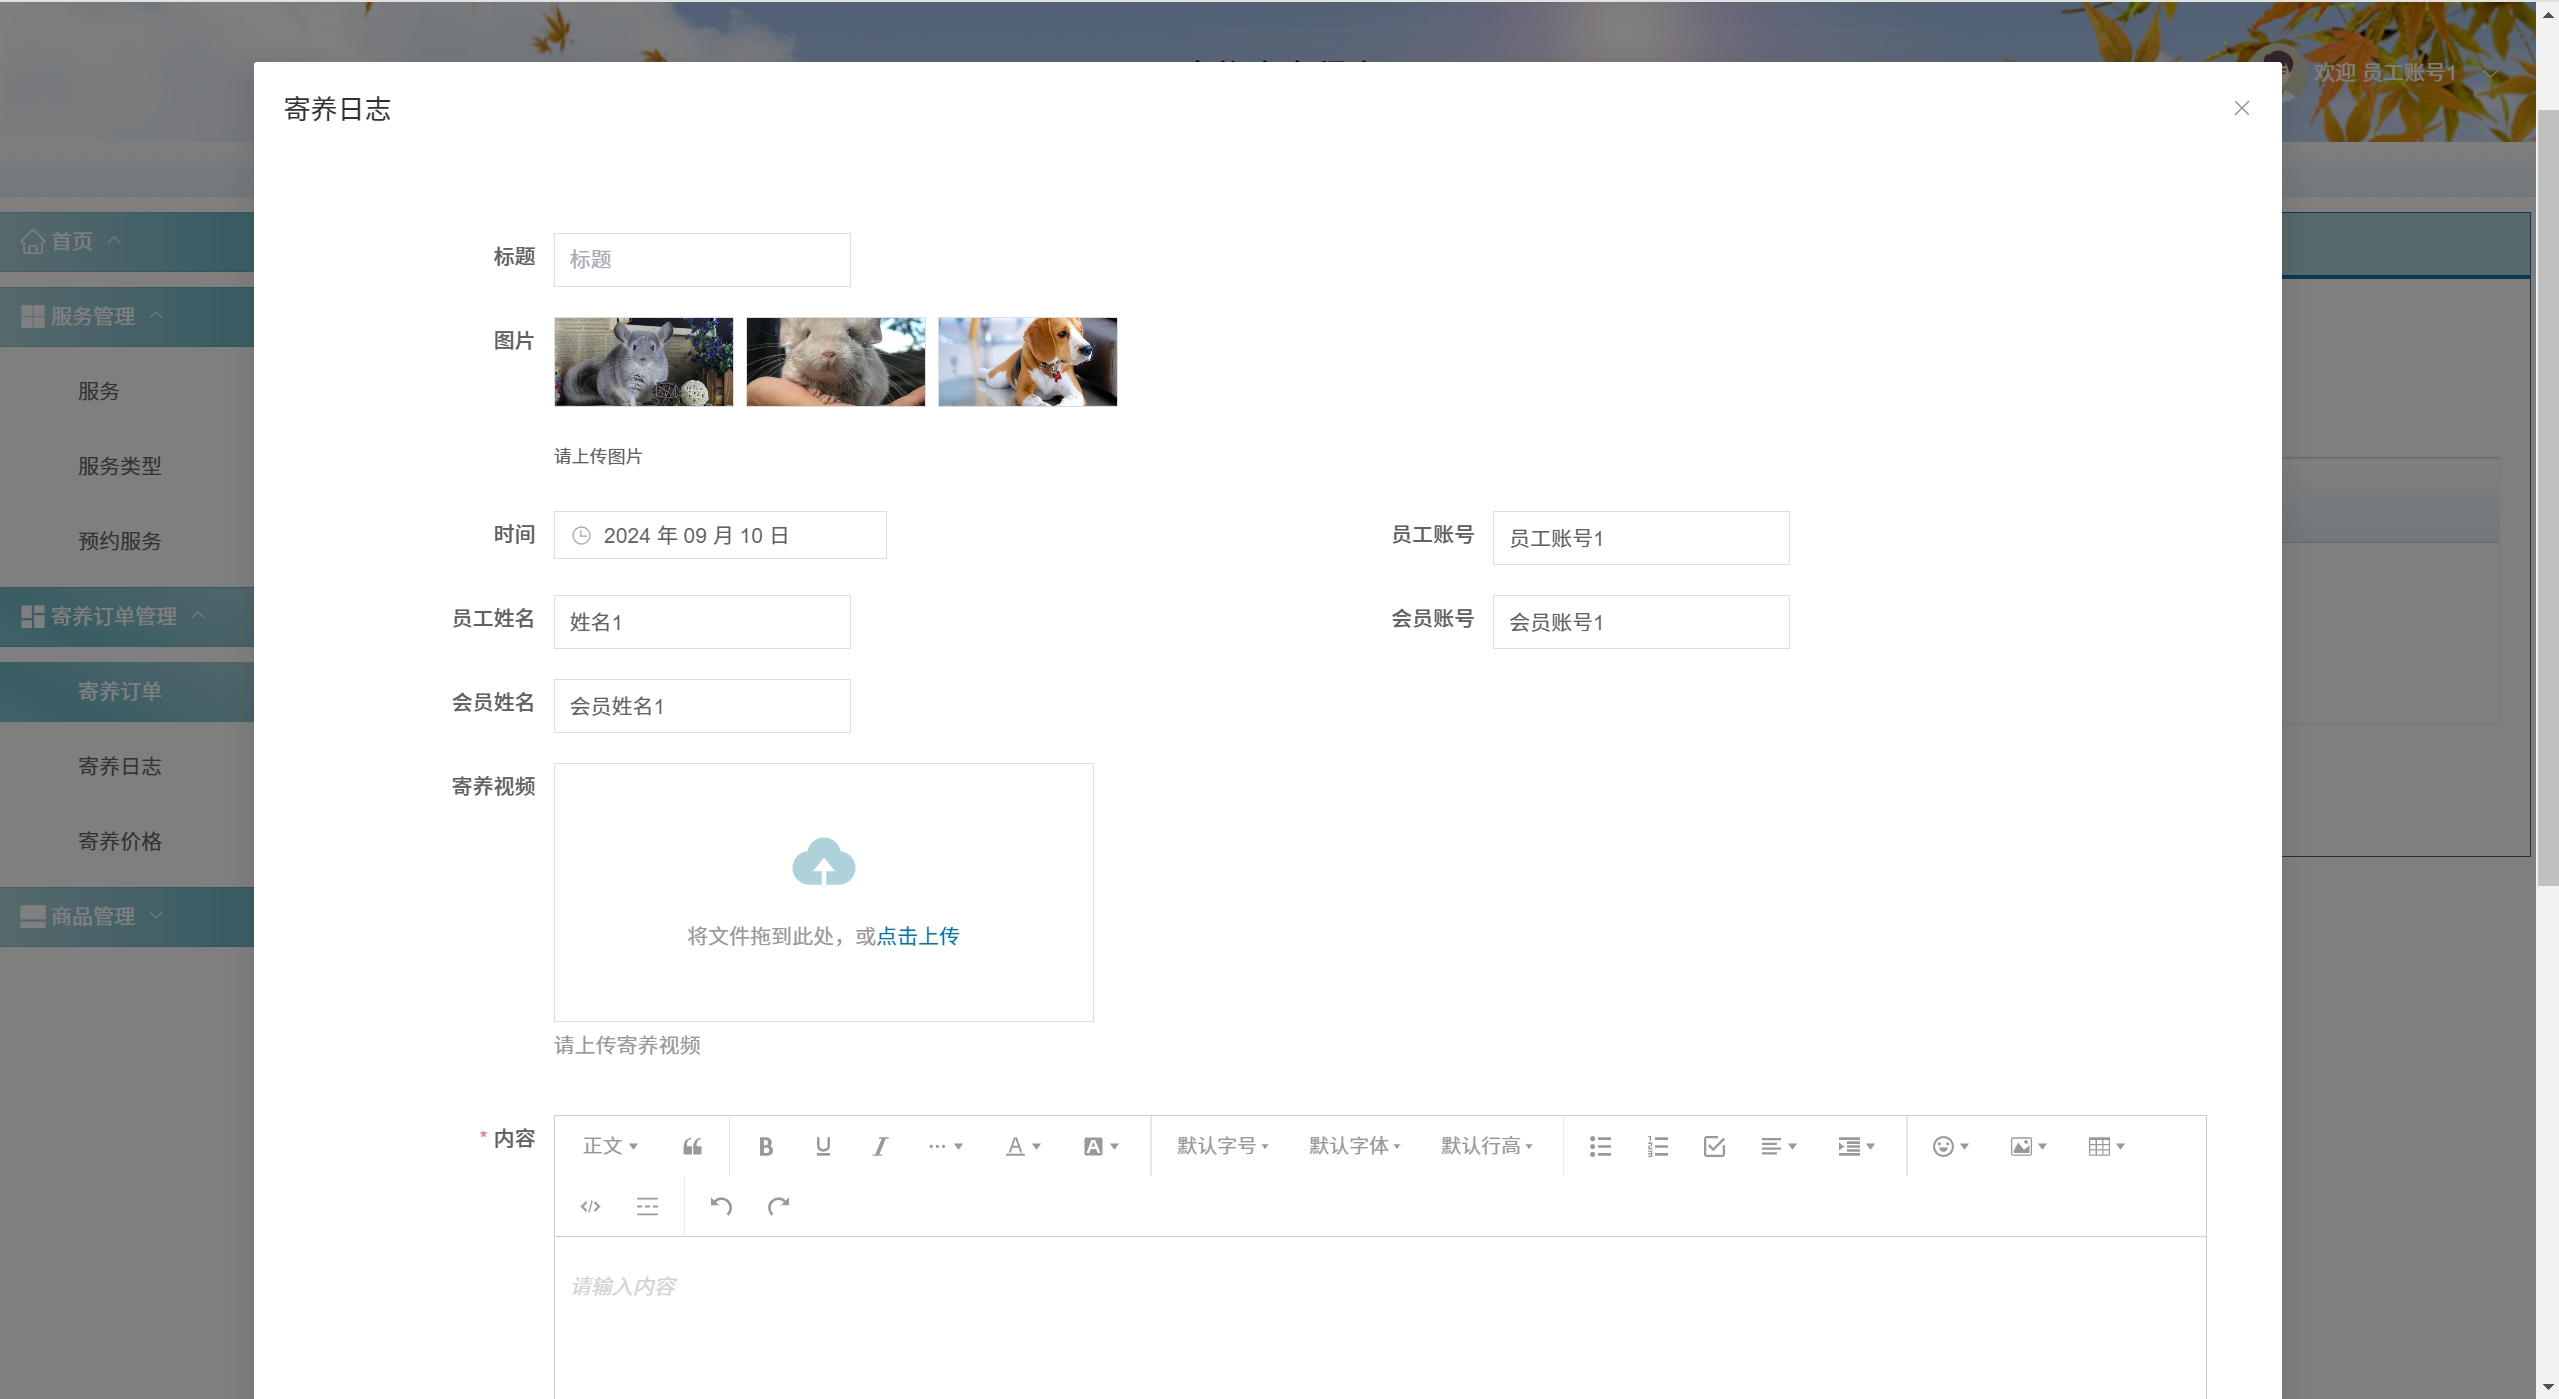 欢迎 员工账号1
寄养日志
首页
服务管理
服务
服务类型
预约服务
寄养订单管理
寄养订单
寄养日志
寄养价格
商品管理
标题 标题
图片
请上传图片
时间 2024 年 09 月 10 日 员工账号 员工账号1
员工姓名 姓名1 会员账号 会员账号1
会员姓名 会员姓名1
寄养视频
将文件拖到此处，或点击上传
请上传寄养视频
* 内容 正文 B U I A A 默认字号 默认字体 默认行高
请输入内容